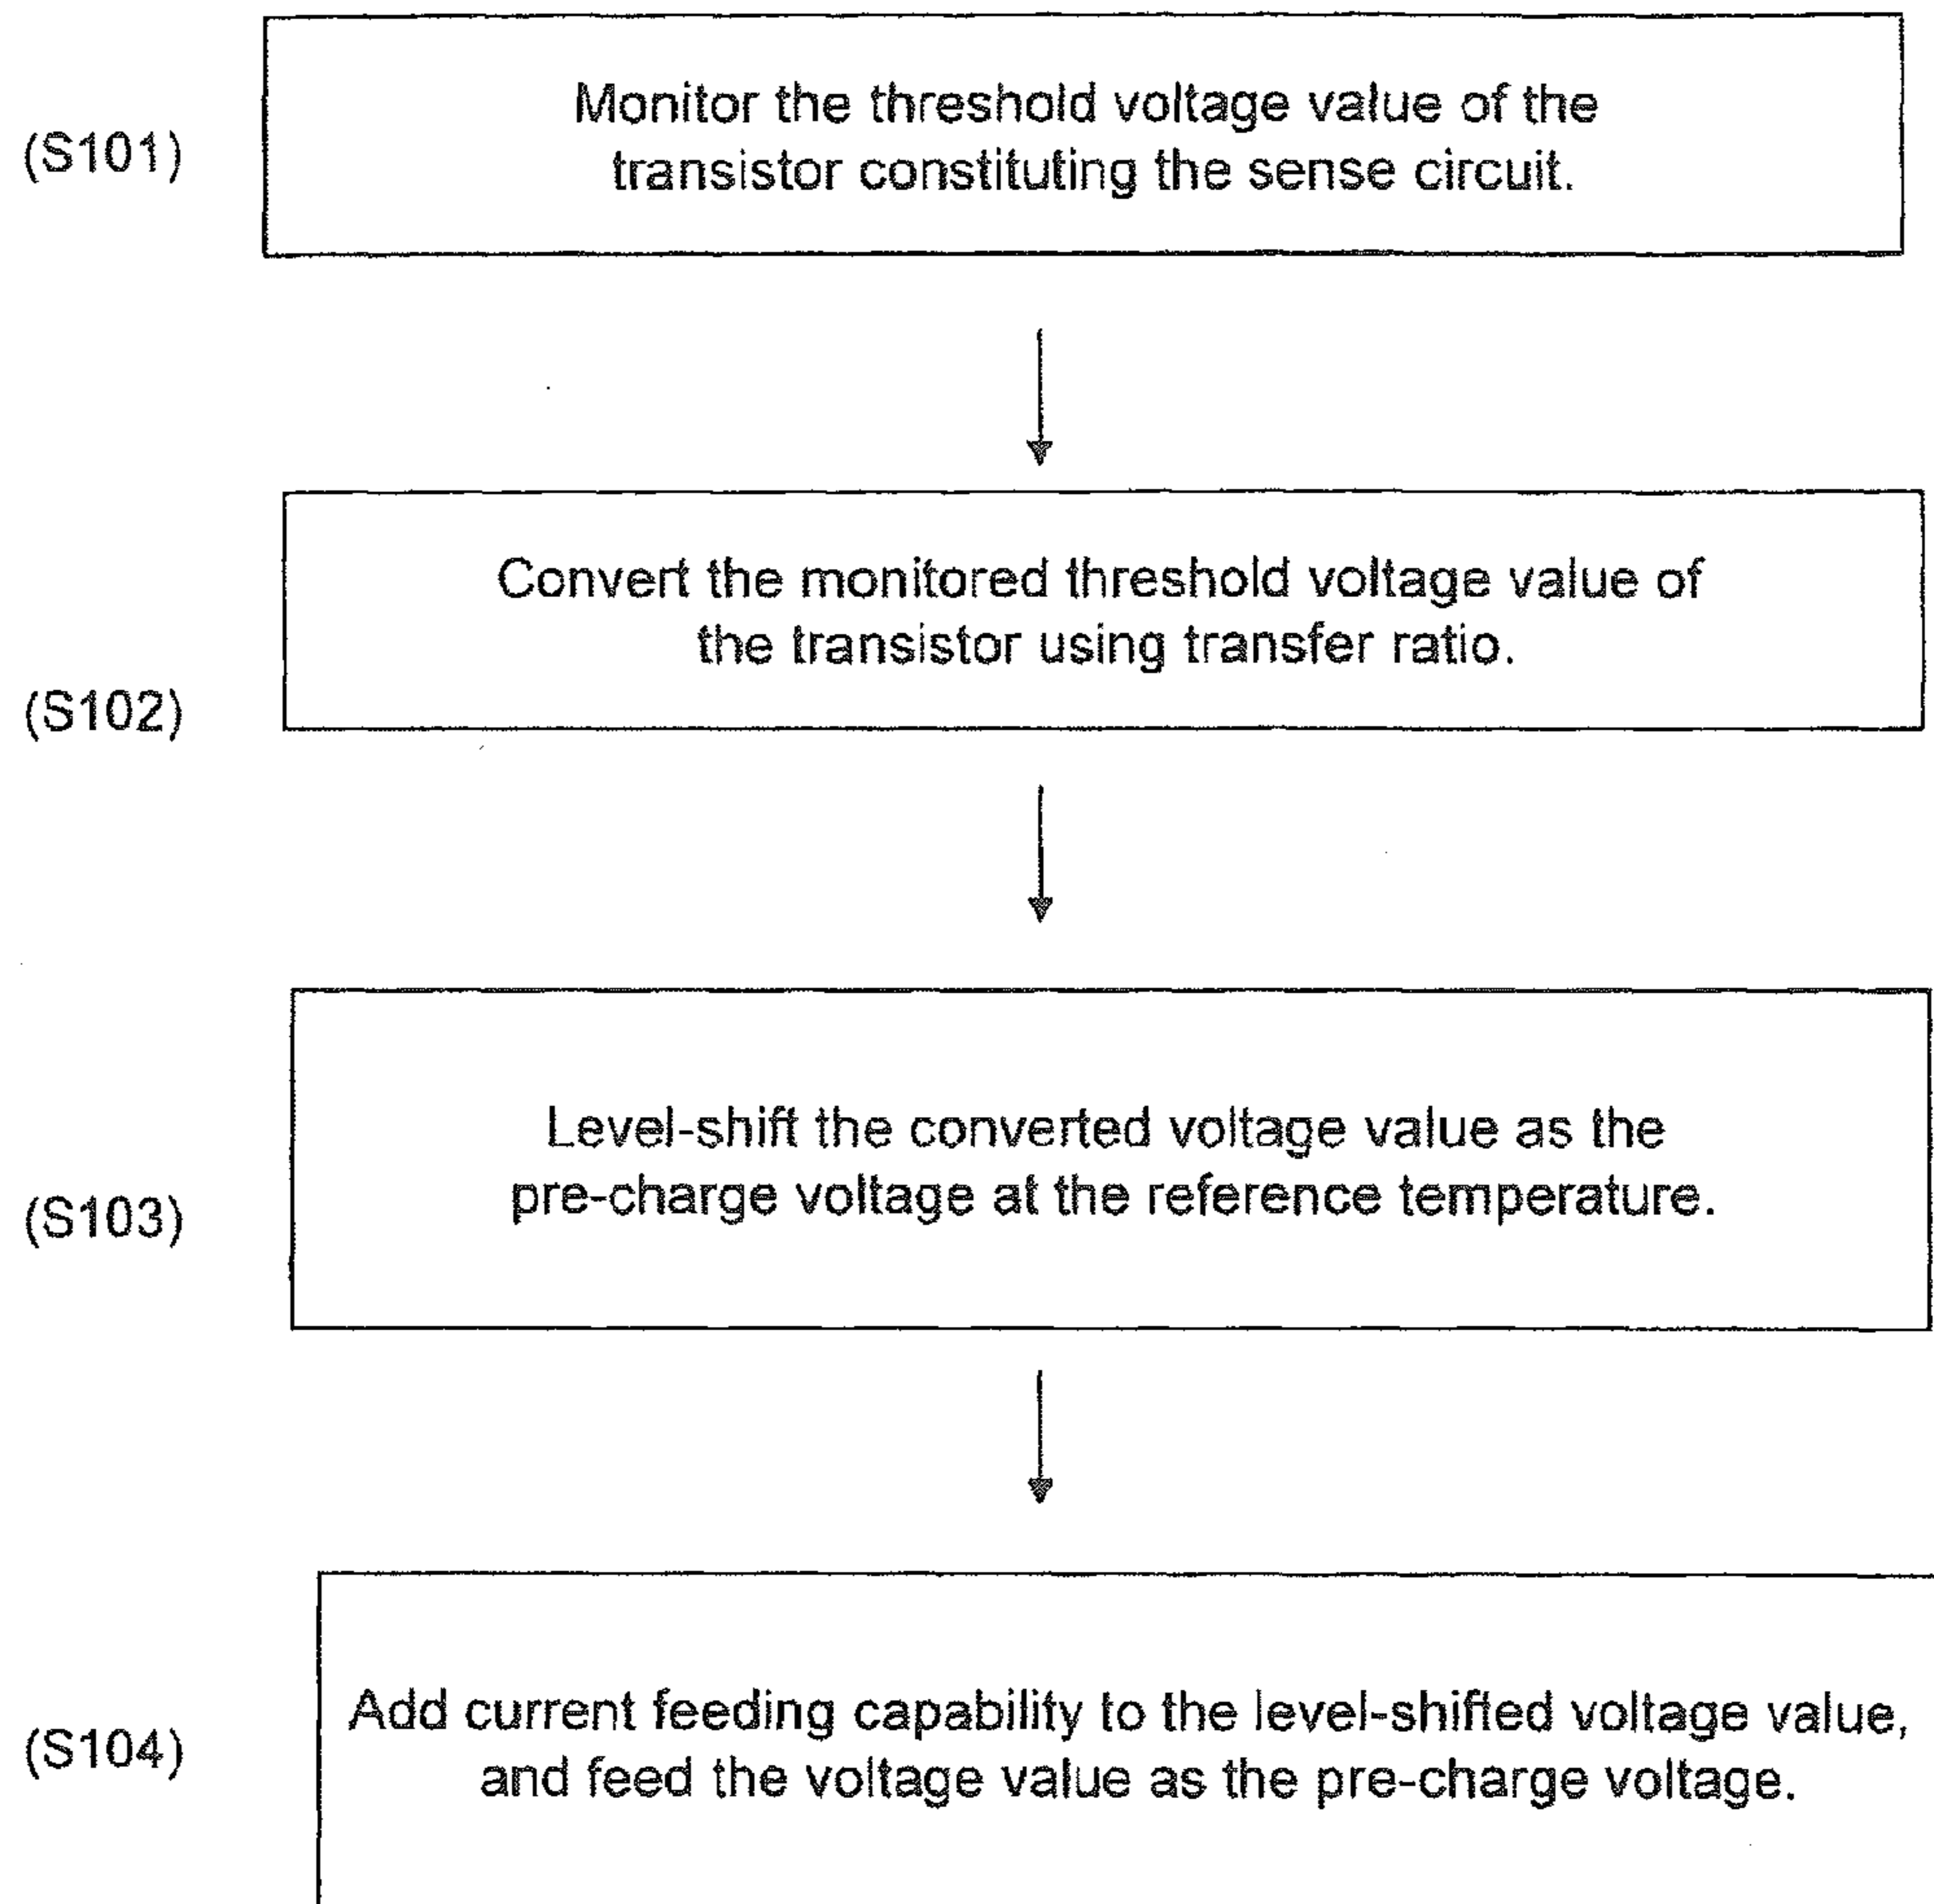 (S101)
Monitor the threshold voltage value of the
transistor constituting the sense circuit.
(S102)
Convert the monitored threshold voltage value of
the transistor using transfer ratio.
(S103)
Level-shift the converted voltage value as the
pre-charge voltage at the reference temperature.
(S104)
Add current feeding capability to the level-shifted voltage value,
and feed the voltage value as the pre-charge voltage.